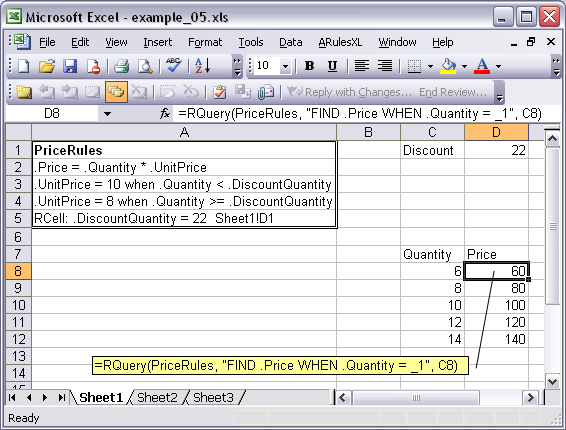 Microsoft Excel - example_05.xls
File Edit View Insert Format Tools Data ARulesXL Window Help
10 B I U
Reply with Changes... End Review...
D8 fx =RQuery(PriceRules, "FIND .Price WHEN .Quantity = _1", C8)
A B C D
1 PriceRules Discount 22
2 .Price = .Quantity * .UnitPrice
3 .UnitPrice = 10 when .Quantity < .DiscountQuantity
4 .UnitPrice = 8 when .Quantity >= .DiscountQuantity
5 RCell: .DiscountQuantity = 22 Sheet1!D1
6
7 Quantity Price
8 6 60
9 8 80
10 10 100
11 12 120
12 14 140
13
=RQuery(PriceRules, "FIND .Price WHEN .Quantity = _1", C8)
14
15
Sheet1 Sheet2 Sheet3
Ready